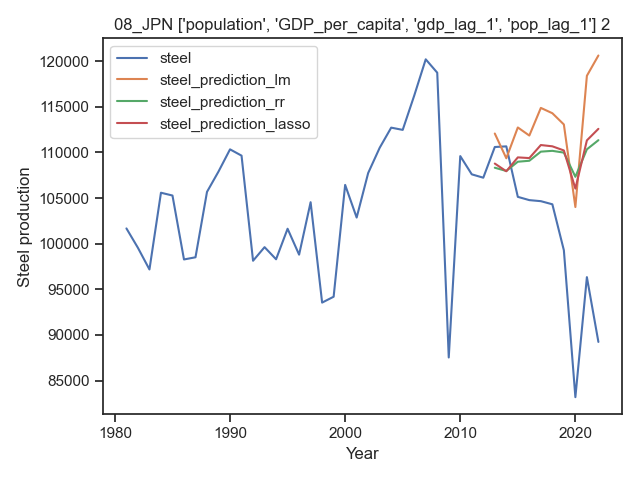 08_JPN ['population', 'GDP_per_capita', 'gdp_lag_1', 'pop_lag_1'] 2
steel
steel_prediction_lm
steel_prediction_rr
steel_prediction_lasso
Steel production
120000
115000
110000
105000
100000
95000
90000
85000
1980
1990
2000
2010
2020
Year